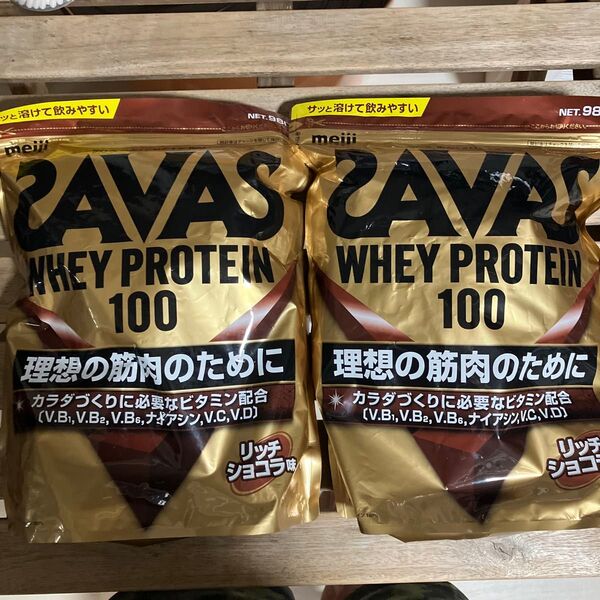 サッと溶けて飲みやすい
NET.98
meiji
SAVAS
WHEY PROTEIN
100
理想の筋肉のために
カラダづくりに必要なビタミン配合
(V.B1,V.B2,V.B6,ナイアシン,V.C,V.D)
リッチ
ショコラ味
サッと溶けて飲みやすい
NET.98
meiji
SAVAS
WHEY PROTEIN
100
理想の筋肉のために
カラダづくりに必要なビタミン配合
(V.B1,V.B2,V.B6,ナイアシン,V.C,V.D)
リッチ
ショコラ